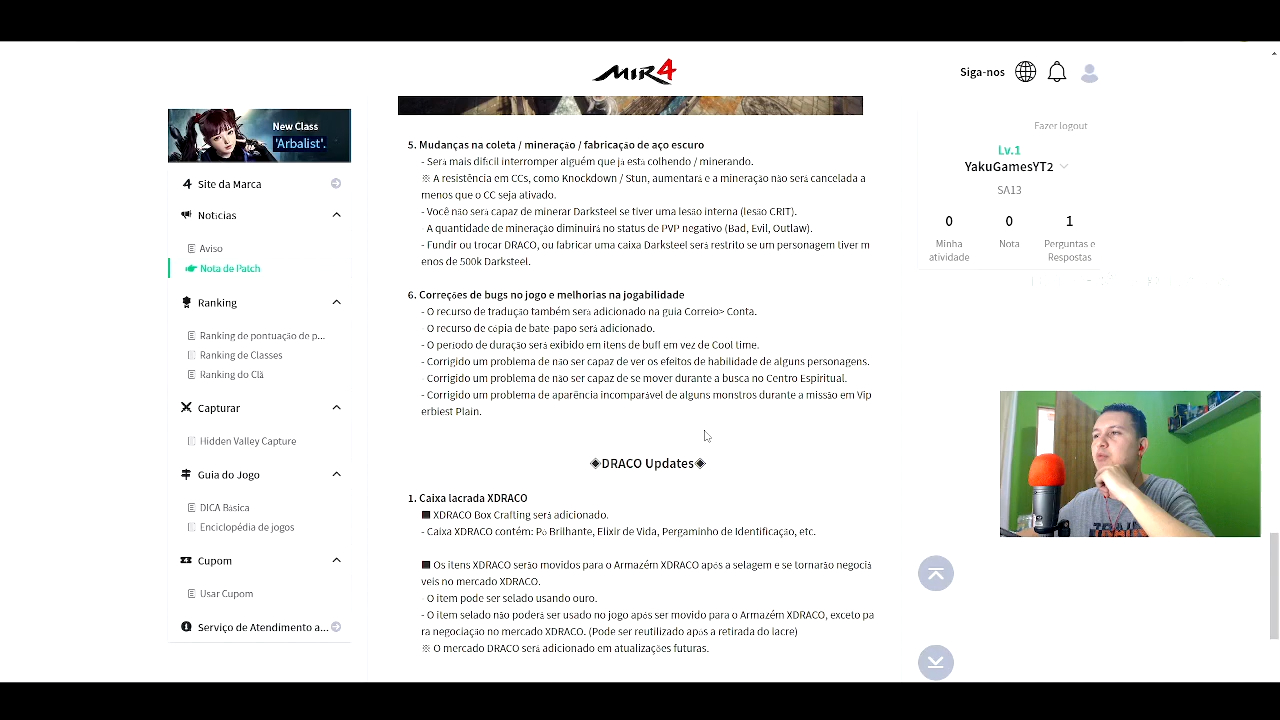 MIR4
Siga-nos
New Class
'Arbalist'.
Site da Marca
Notícias
Aviso
Nota de Patch
Ranking
Ranking de pontuação de p...
Ranking de Classes
Ranking do Clã
Capturar
Hidden Valley Capture
Guia do Jogo
DICA Básica
Enciclopédia de jogos
Cupom
Usar Cupom
Serviço de Atendimento a...
5. Mudanças na coleta / mineração / fabricação de aço escuro
- Será mais difícil interromper alguém que já está colhendo / minerando.
※ A resistência em CCs, como Knockdown / Stun, aumentará e a mineração não será cancelada a
menos que o CC seja ativado.
- Você não será capaz de minerar Darksteel se tiver uma lesão interna (lesão CRIT).
- A quantidade de mineração diminuirá no status de PVP negativo (Bad, Evil, Outlaw).
- Fundir ou trocar DRACO, ou fabricar uma caixa Darksteel será restrito se um personagem tiver m
enos de 500k Darksteel.
6. Correções de bugs no jogo e melhorias na jogabilidade
- O recurso de tradução também será adicionado na guia Correio> Conta.
- O recurso de cópia de bate-papo será adicionado.
- O período de duração será exibido em itens de buff em vez de Cool time.
- Corrigido um problema de não ser capaz de ver os efeitos de habilidade de alguns personagens.
- Corrigido um problema de não ser capaz de se mover durante a busca no Centro Espiritual.
- Corrigido um problema de aparência incomparável de alguns monstros durante a missão em Vip
erbiest Plain.
◈DRACO Updates◈
1. Caixa lacrada XDRACO
■ XDRACO Box Crafting será adicionado.
- Caixa XDRACO contém: Pó Brilhante, Elixir de Vida, Pergaminho de Identificação, etc.
■ Os itens XDRACO serão movidos para o Armazém XDRACO após a selagem e se tornarão negociá
veis no mercado XDRACO.
- O item pode ser selado usando ouro.
- O item selado não poderá ser usado no jogo após ser movido para o Armazém XDRACO, exceto pa
ra negociação no mercado XDRACO. (Pode ser reutilizado após a retirada do lacre)
※ O mercado DRACO será adicionado em atualizações futuras.
Fazer logout
Lv.1
YakuGamesYT2
SA13
0 0 1
Minha atividade Nota Perguntas e Respostas